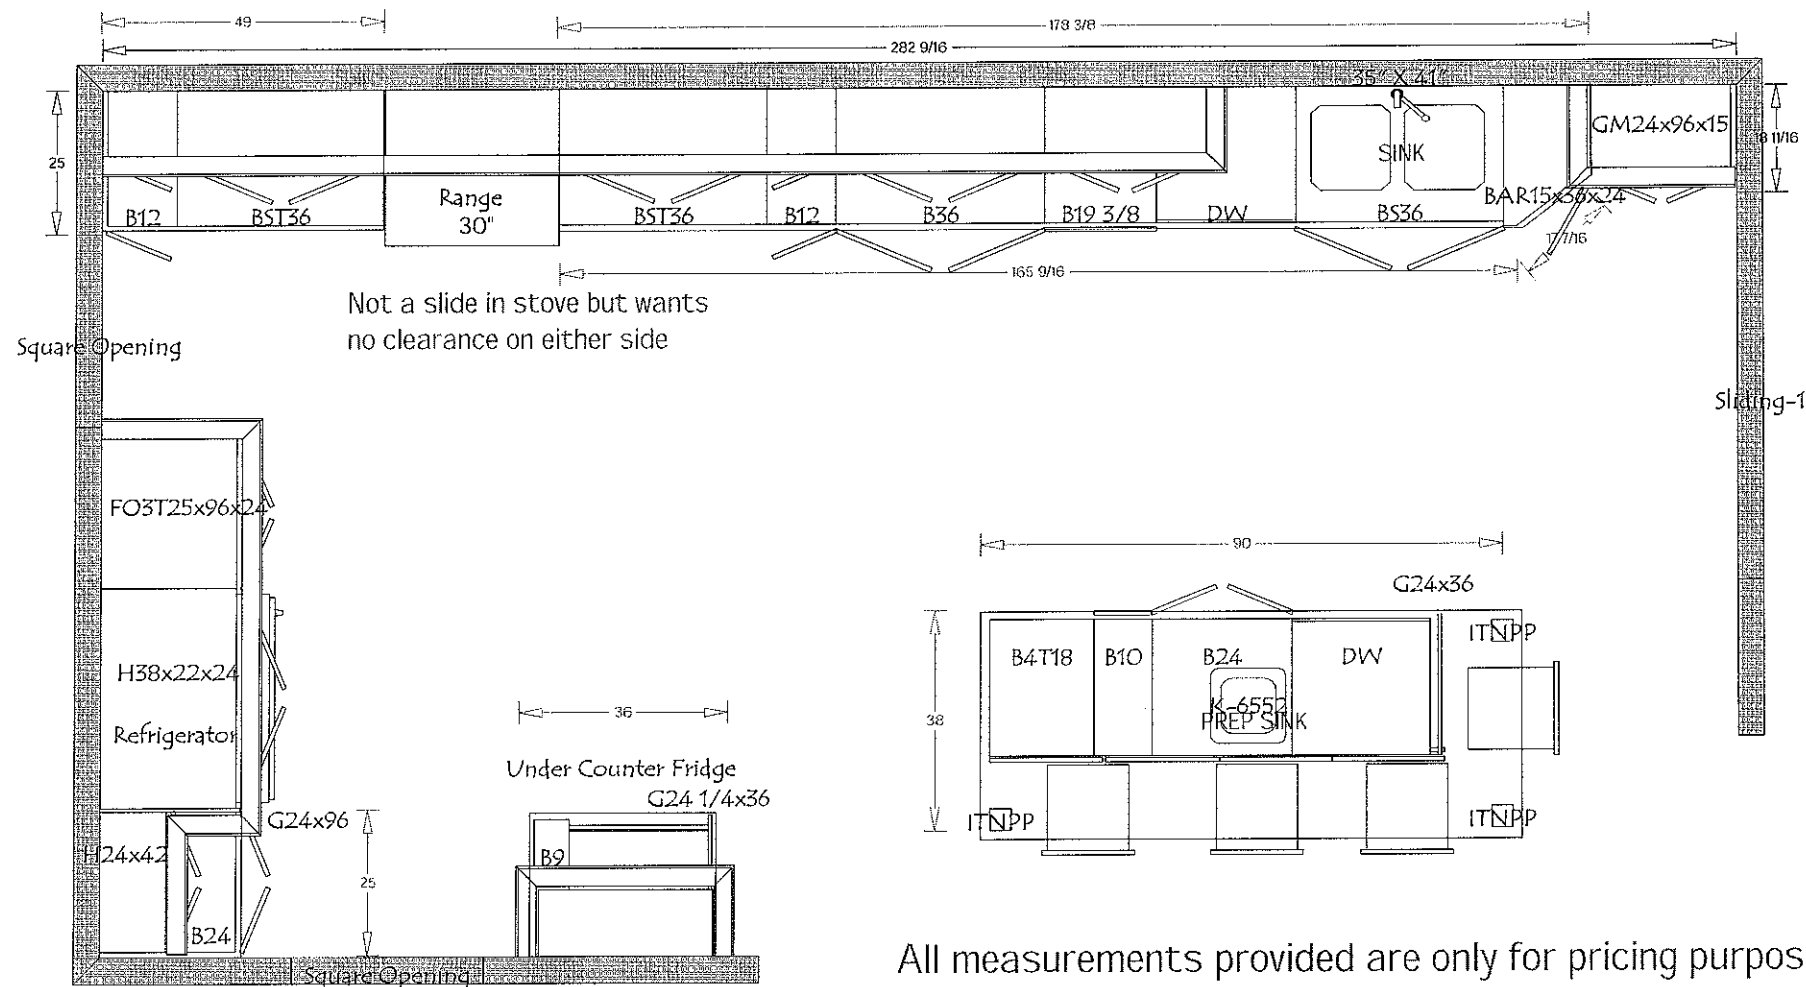 49
178 3/8
282 9/16
35" X 41"
GM24x96x15
18 11/16
25
SINK
Range
30"
BAR15x36x24
B12
BST36
BST36
B12
B36
B19 3/8
DW
BS36
17 7/16
165 9/16
Not a slide in stove but wants
no clearance on either side
Square Opening
Sliding-1
FO3T25x96x24
90
G24x36
ITNPP
B4T18
B10
B24
DW
H38x22x24
K-6552
PREP SINK
38
36
Refrigerator
Under Counter Fridge
G24 1/4x36
G24x96
ITNPP
ITNPP
H24x42
B9
25
B24
All measurements provided are only for pricing purpos
Square Opening